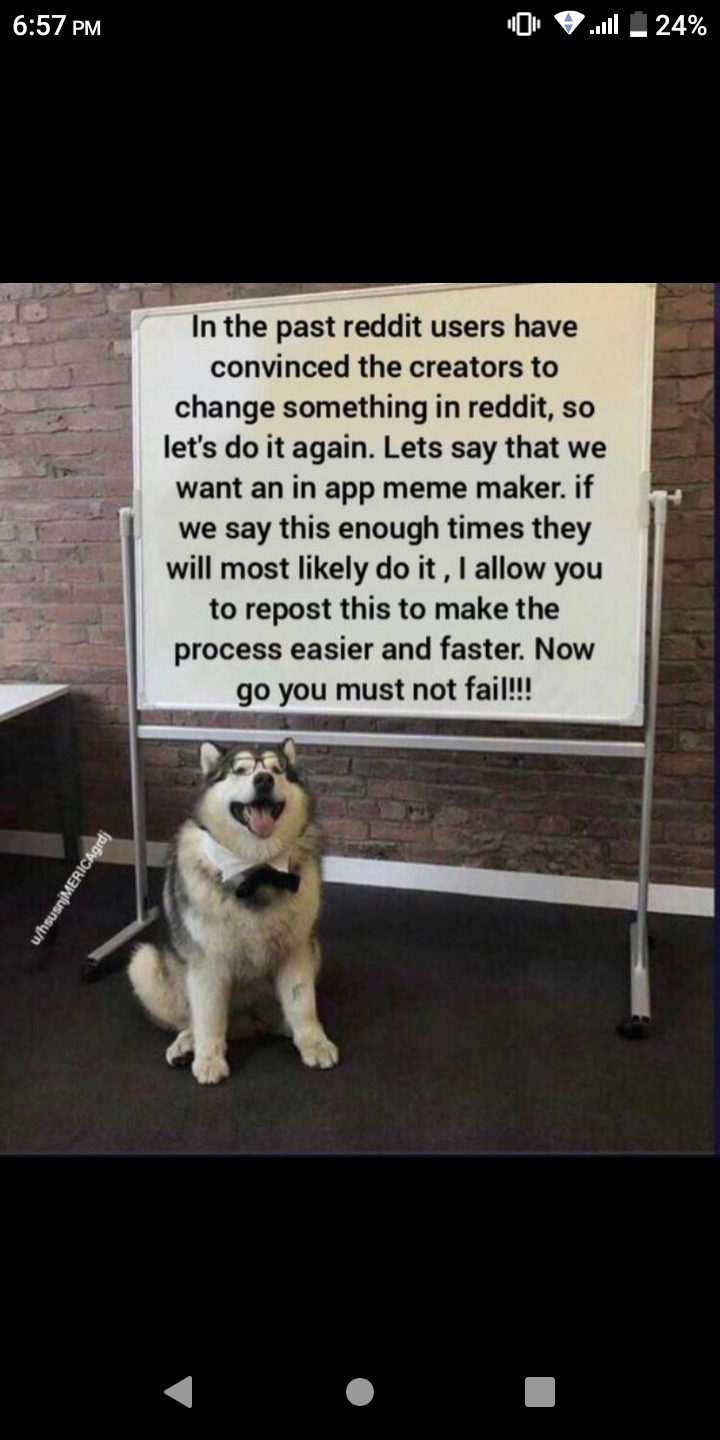 6:57 PM
24%
In the past reddit users have
convinced the creators to
change something in reddit, so
let's do it again. Lets say that we
want an in app meme maker. if
we say this enough times they
will most likely do it , I allow you
to repost this to make the
process easier and faster. Now
go you must not fail!!!
u/hsusnjMERICAgrdj